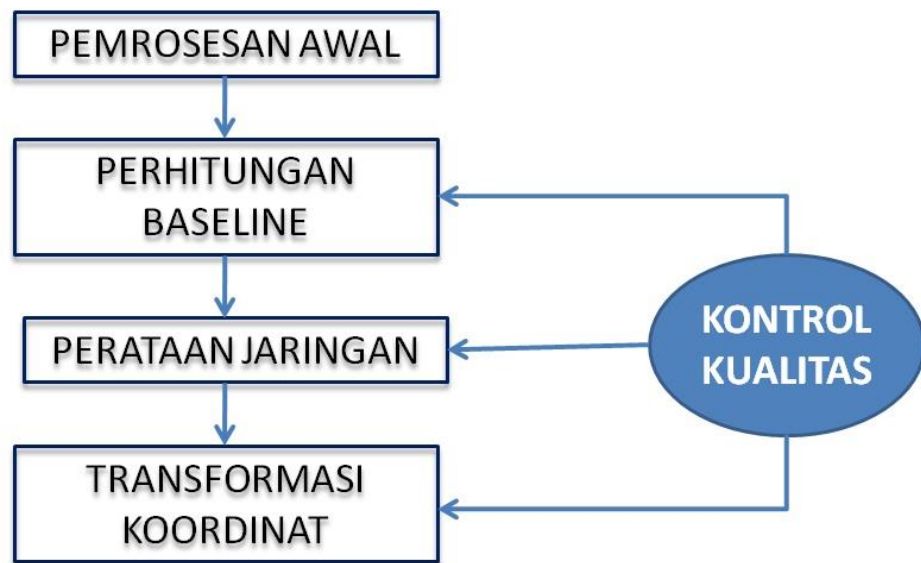 PEMROSESAN AWAL
PERHITUNGAN
BASELINE
PERATAAN JARINGAN
TRANSFORMASI
KOORDINAT
KONTROL
KUALITAS